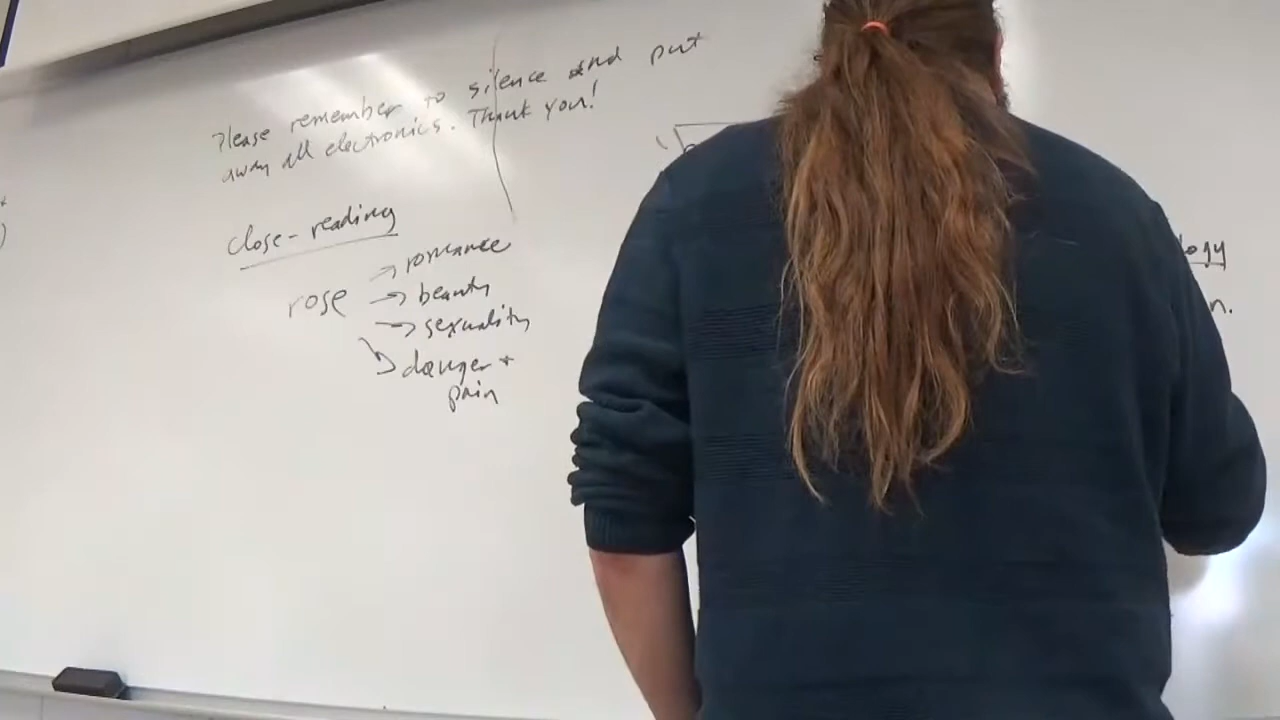 Please remember to silence and put
away all electronics. Thank you!
close-reading
rose → romance
→ beauty
→ sexuality
↳ danger +
pain
logy
n.